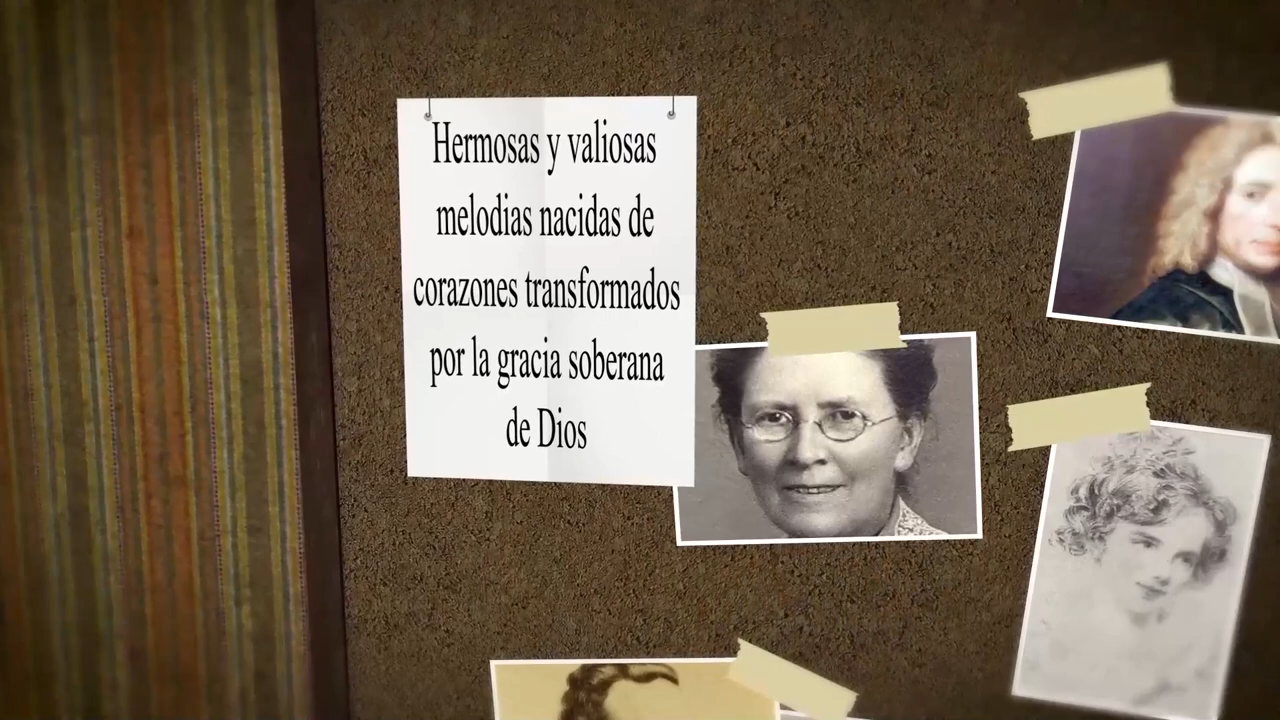 Hermosas y valiosas
melodias nacidas de
corazones transformados
por la gracia soberana
de Dios